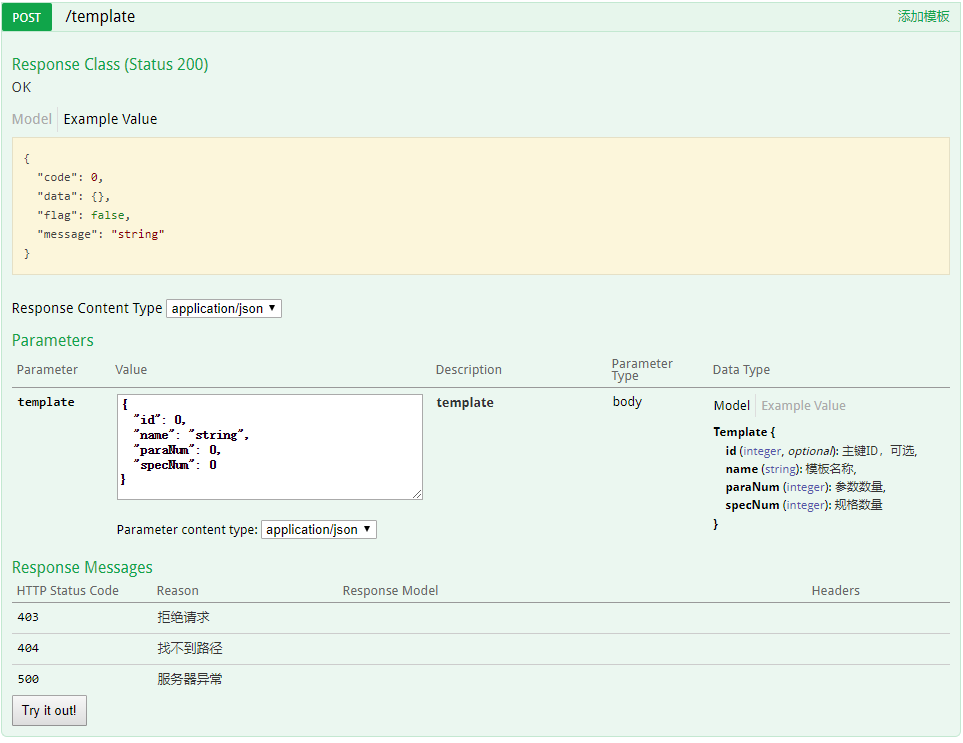 POST /template 添加模板
Response Class (Status 200)
OK
Model Example Value
{
"code": 0,
"data": {},
"flag": false,
"message": "string"
}
Response Content Type application/json
Parameters
Parameter Value Description Parameter Type Data Type
template
{
"id": 0,
"name": "string",
"paraNum": 0,
"specNum": 0
}
template
body
Model Example Value
Template {
id (integer, optional): 主键ID，可选,
name (string): 模板名称,
paraNum (integer): 参数数量,
specNum (integer): 规格数量
}
Parameter content type: application/json
Response Messages
HTTP Status Code Reason Response Model Headers
403 拒绝请求
404 找不到路径
500 服务器异常
Try it out!